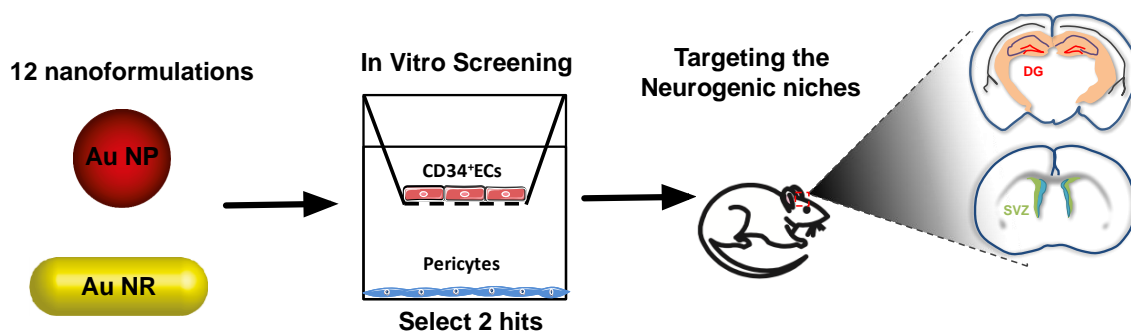 12 nanoformulations
Au NP
Au NR
In Vitro Screening
CD34⁺ECs
Pericytes
Select 2 hits
Targeting the
Neurogenic niches
DG
SVZ